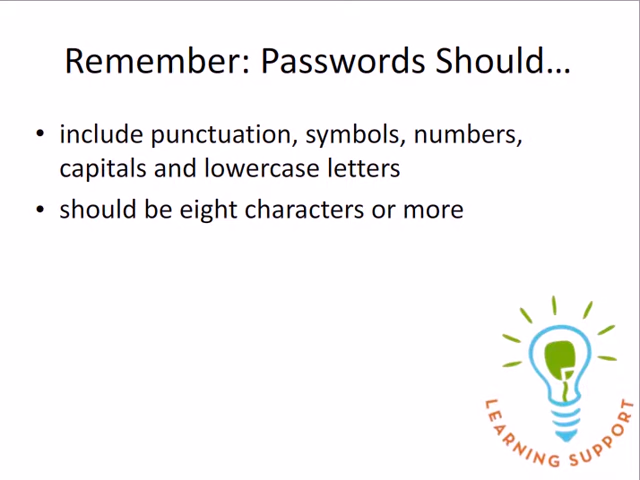 Remember: Passwords Should…
• include punctuation, symbols, numbers,
capitals and lowercase letters
• should be eight characters or more
LEARNING SUPPORT